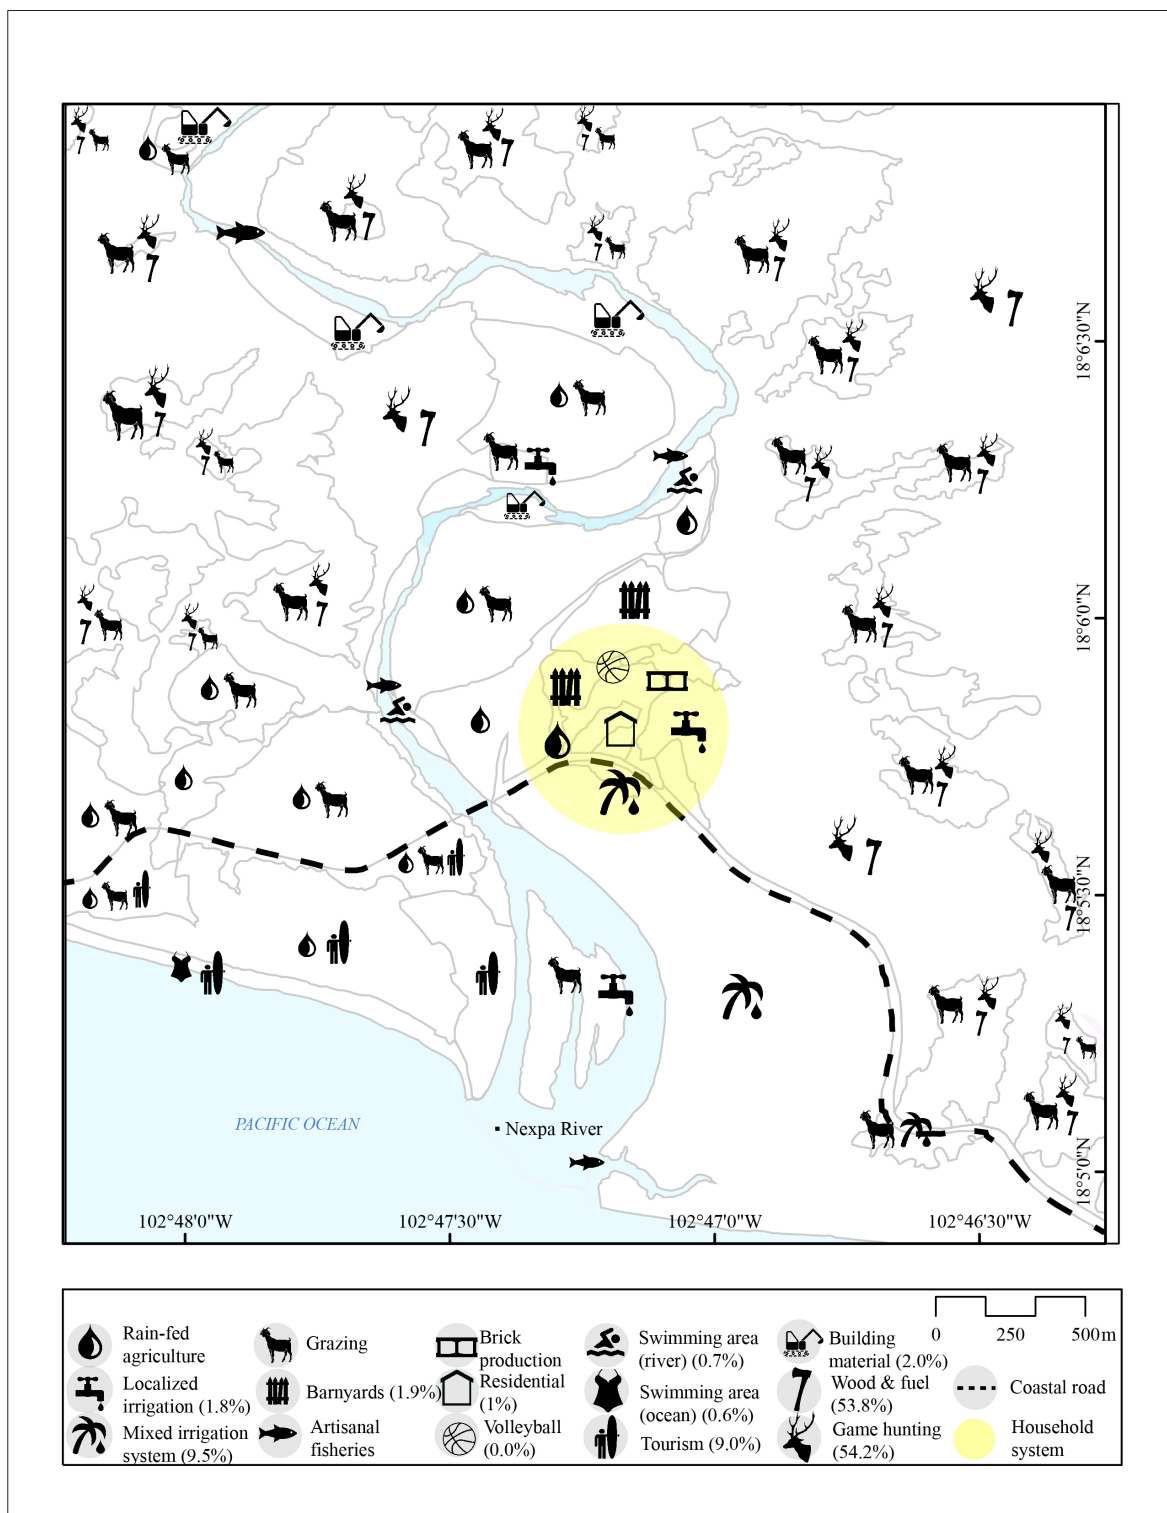 18°6'30"N
18°6'0"N
18°5'30"N
18°5'0"N
PACIFIC OCEAN
Nexpa River
102°48'0"W
102°47'30"W
102°47'0"W
102°46'30"W
0 250 500m
Rain-fed
agriculture
Grazing
Brick
production
Swimming area
(river) (0.7%)
Building
material (2.0%)
Localized
irrigation (1.8%)
Barnyards (1.9%)
Residential
(1%)
Swimming area
(ocean) (0.6%)
Wood & fuel
(53.8%)
Coastal road
Mixed irrigation
system (9.5%)
Artisanal
fisheries
Volleyball
(0.0%)
Tourism (9.0%)
Game hunting
(54.2%)
Household
system